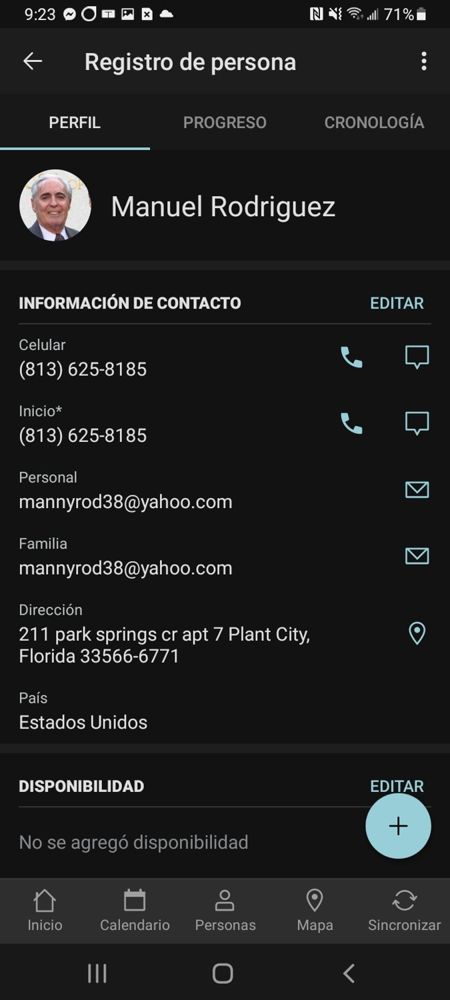 9:23
71%
Registro de persona
PERFIL
PROGRESO
CRONOLOGÍA
Manuel Rodriguez
INFORMACIÓN DE CONTACTO
EDITAR
Celular
(813) 625-8185
Inicio*
(813) 625-8185
Personal
mannyrod38@yahoo.com
Familia
mannyrod38@yahoo.com
Dirección
211 park springs cr apt 7 Plant City,
Florida 33566-6771
País
Estados Unidos
DISPONIBILIDAD
EDITAR
No se agregó disponibilidad
Inicio
Calendario
Personas
Mapa
Sincronizar